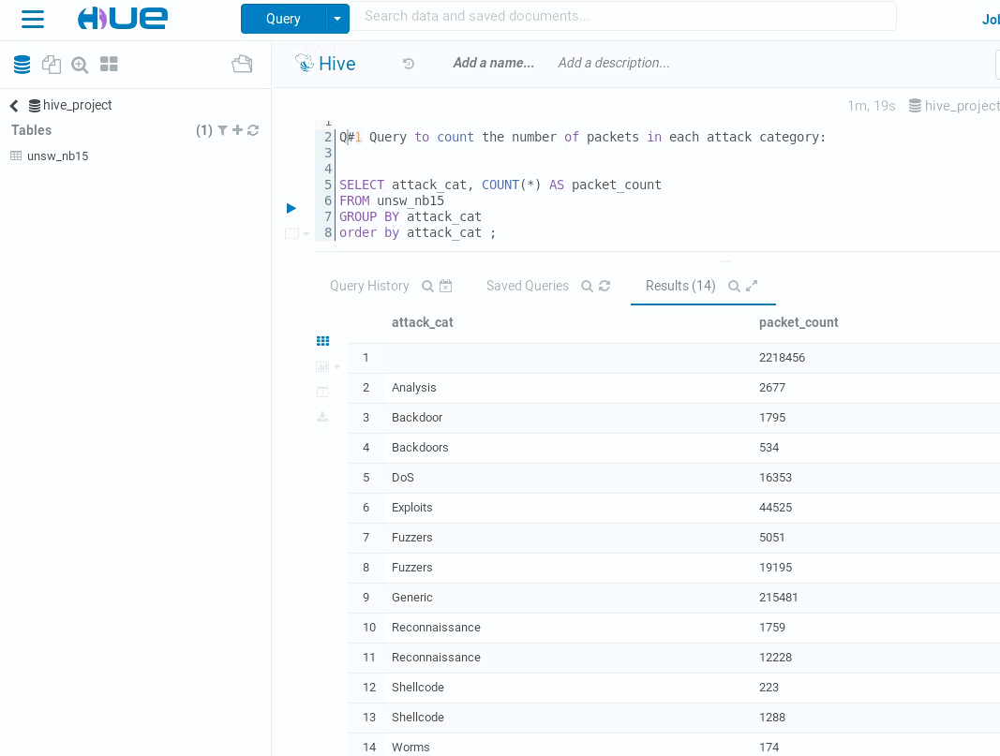 HUE
Query
Search data and saved documents...
Hive
Add a name...
Add a description...
hive_project
1m, 19s
hive_project
Tables
(1)
unsw_nb15
1
2 Q#1 Query to count the number of packets in each attack category:
3
4
5 SELECT attack_cat, COUNT(*) AS packet_count
6 FROM unsw_nb15
7 GROUP BY attack_cat
8 order by attack_cat ;
Query History
Saved Queries
Results (14)
attack_cat packet_count
1 2218456
2 Analysis 2677
3 Backdoor 1795
4 Backdoors 534
5 DoS 16353
6 Exploits 44525
7 Fuzzers 5051
8 Fuzzers 19195
9 Generic 215481
10 Reconnaissance 1759
11 Reconnaissance 12228
12 Shellcode 223
13 Shellcode 1288
14 Worms 174